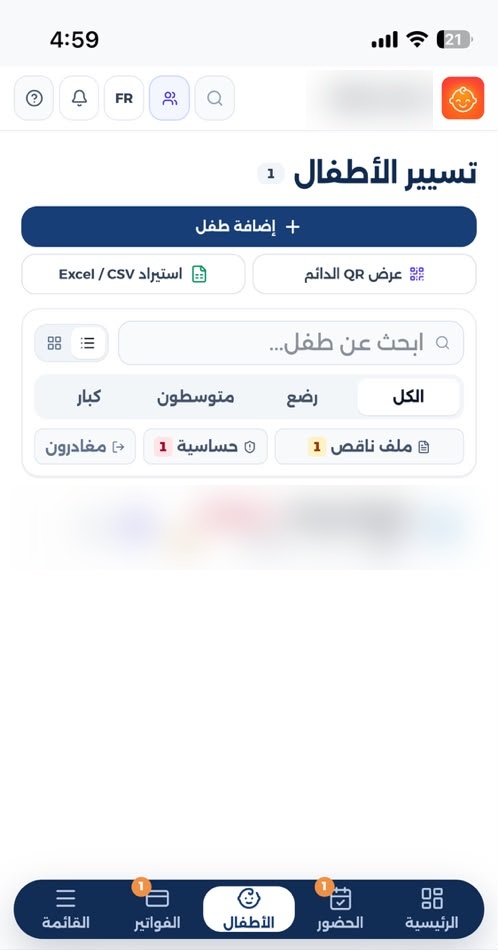 4:59
21
FR
تسيير الأطفال 1
إضافة طفل
عرض QR الدائم
استيراد Excel / CSV
ابحث عن طفل...
الكل
رضع
متوسطون
كبار
ملف ناقص 1
حساسية 1
مغادرون
الرئيسية
الحضور 1
الأطفال
الفواتير 1
القائمة